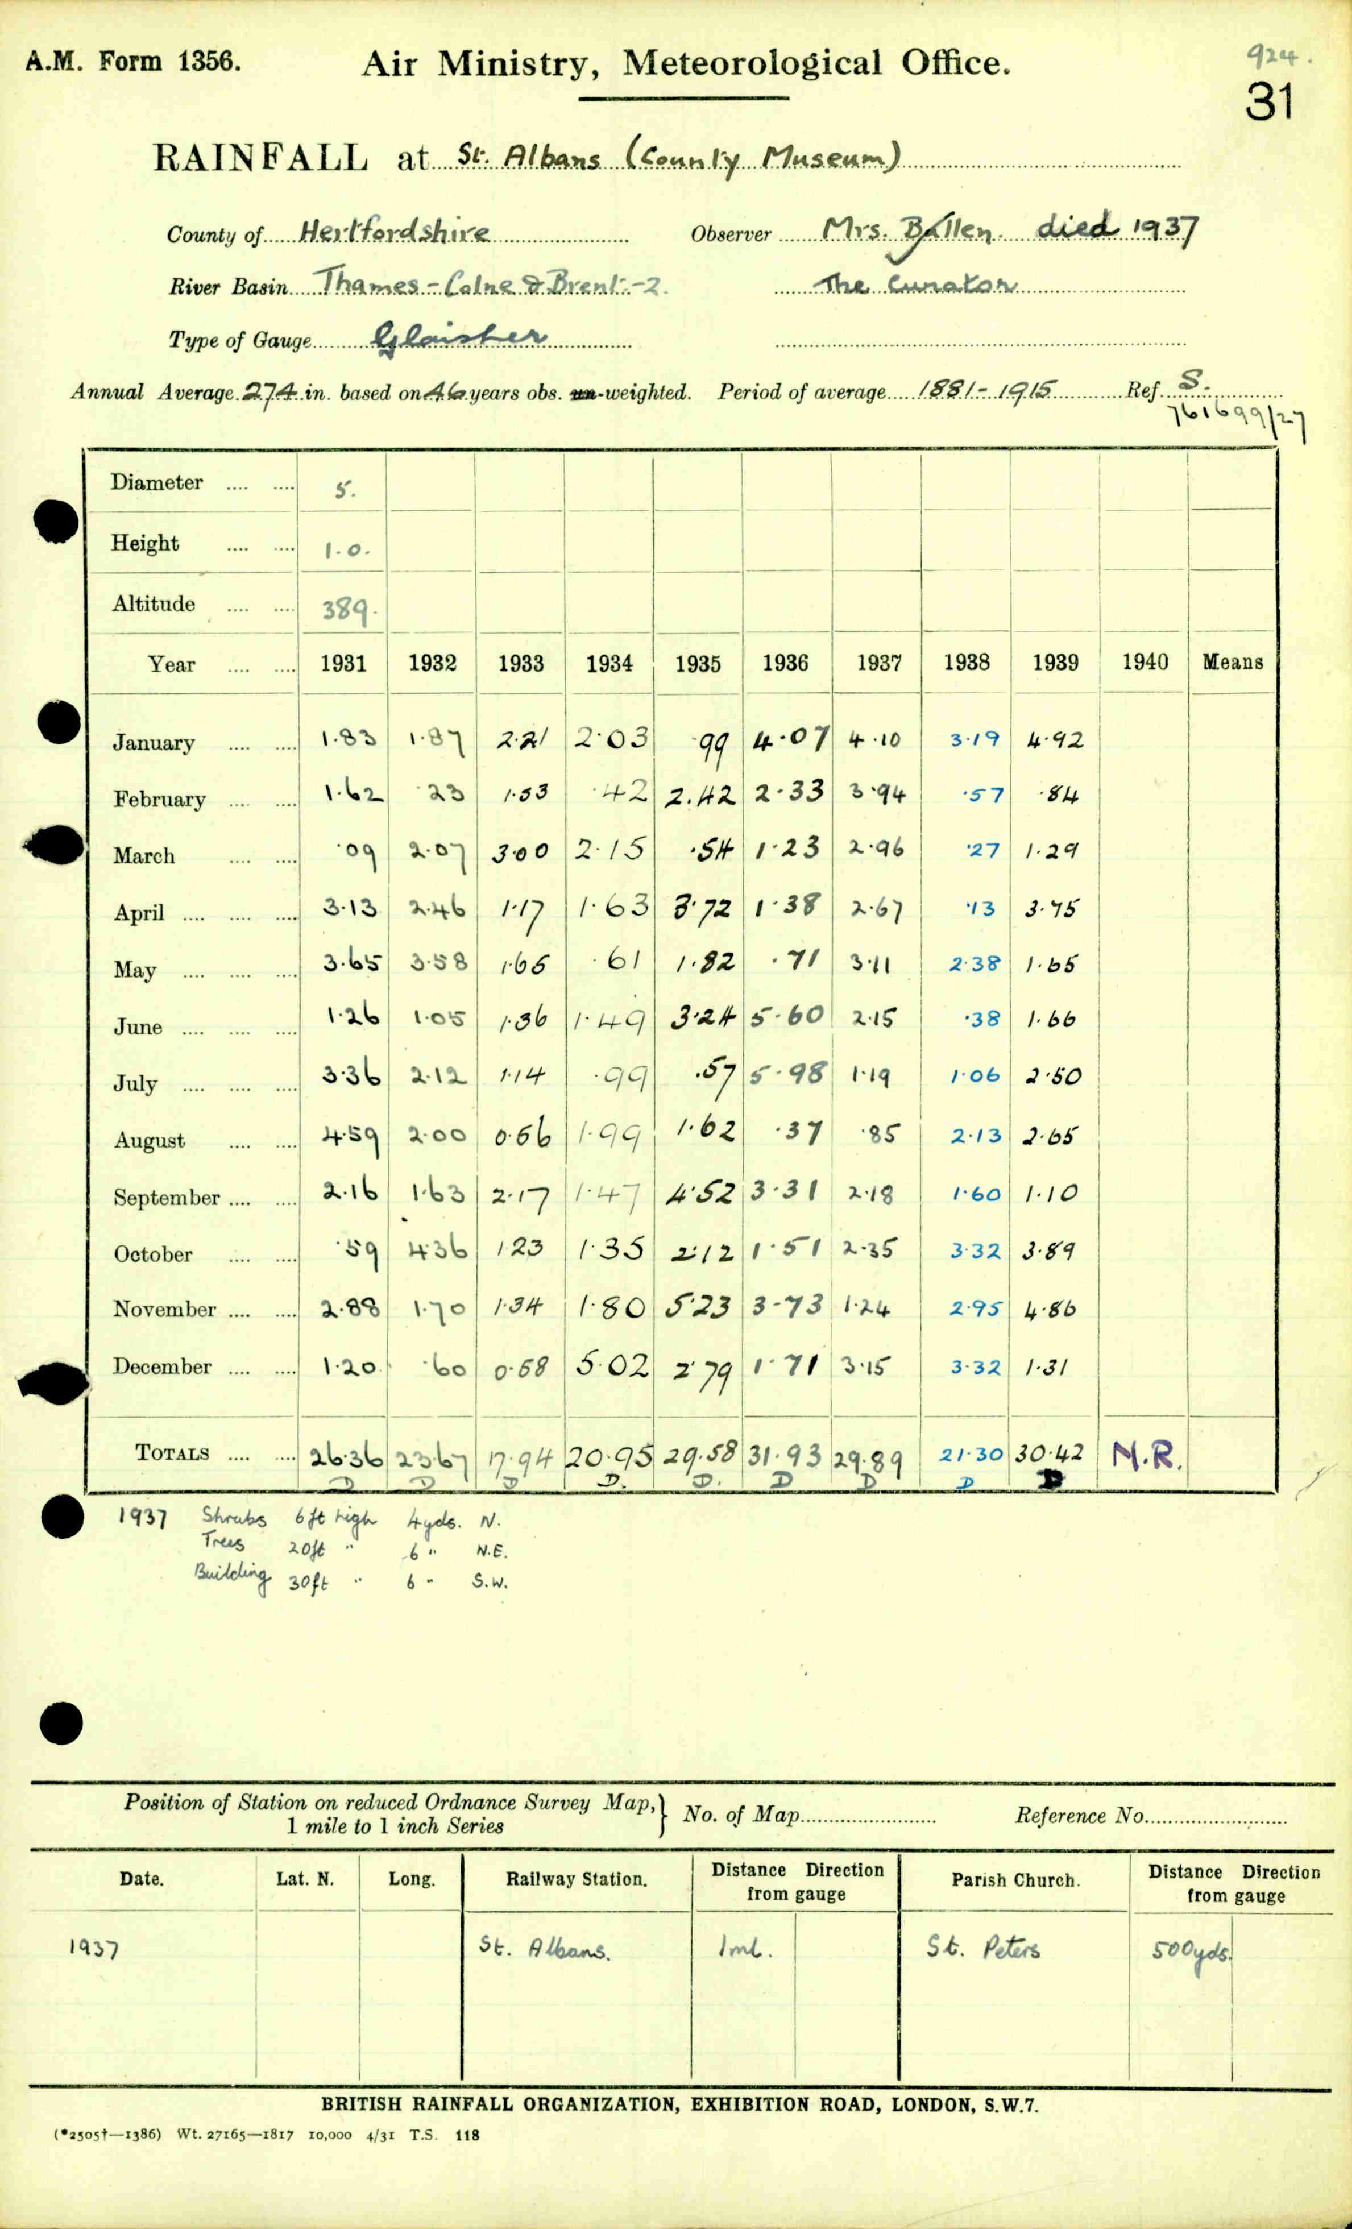 A.M. Form 1356. Air Ministry, Meteorological Office. 924.
31
RAINFALL at St. Albans (County Museum)
County of Hertfordshire Observer Mrs. Bullen died 1937
River Basin Thames - Colne & Brent - 2. The Curator
Type of Gauge Glaisher
Annual Average 27.4 in. based on 46 years obs. un-weighted. Period of average 1881-1915 Ref. S.
761699/27
Diameter .... .... 5.
Height .... .... 1.0.
Altitude .... .... 389.
Year .... .... 1931 1932 1933 1934 1935 1936 1937 1938 1939 1940 Means
January .... .... 1.83 1.87 2.21 2.03 .99 4.07 4.10 3.19 4.92
February .... .... 1.62 .23 1.53 .42 2.42 2.33 3.94 .57 .84
March .... .... .09 2.07 3.00 2.15 .54 1.23 2.96 .27 1.29
April .... .... .... 3.13 2.46 1.17 1.63 3.72 1.38 2.67 .13 3.75
May .... .... .... 3.65 3.58 1.65 .61 1.82 .71 3.11 2.38 1.65
June .... .... .... 1.26 1.05 1.36 1.49 3.24 5.60 2.15 .38 1.66
July .... .... .... 3.36 2.12 1.14 .99 .57 5.98 1.19 1.06 2.50
August .... .... 4.59 2.00 0.56 1.99 1.62 .37 .85 2.13 2.65
September .... .... 2.16 1.63 2.17 1.47 4.52 3.31 2.18 1.60 1.10
October .... .... .59 4.36 1.23 1.35 2.12 1.51 2.35 3.32 3.89
November .... .... 2.88 1.70 1.34 1.80 5.23 3.73 1.24 2.95 4.86
December .... .... 1.20 .60 0.58 5.02 2.79 1.71 3.15 3.32 1.31
TOTALS .... .... 26.36 23.67 17.94 20.95 29.58 31.93 29.89 21.30 30.42 N.R.
D D D D. D. D D D D
1937 Shrubs 6ft high 4yds. N.
Trees 20ft " 6 " N.E.
Building 30ft " 6 " S.W.
Position of Station on reduced Ordnance Survey Map,} No. of Map Reference No.
1 mile to 1 inch Series
Date. Lat. N. Long. Railway Station. Distance Direction from gauge Parish Church. Distance Direction from gauge
1937 St. Albans. 1ml. St. Peters 500yds.
BRITISH RAINFALL ORGANIZATION, EXHIBITION ROAD, LONDON, S.W.7.
(*2505†—1386) Wt. 27165—1817 10,000 4/31 T.S. 118